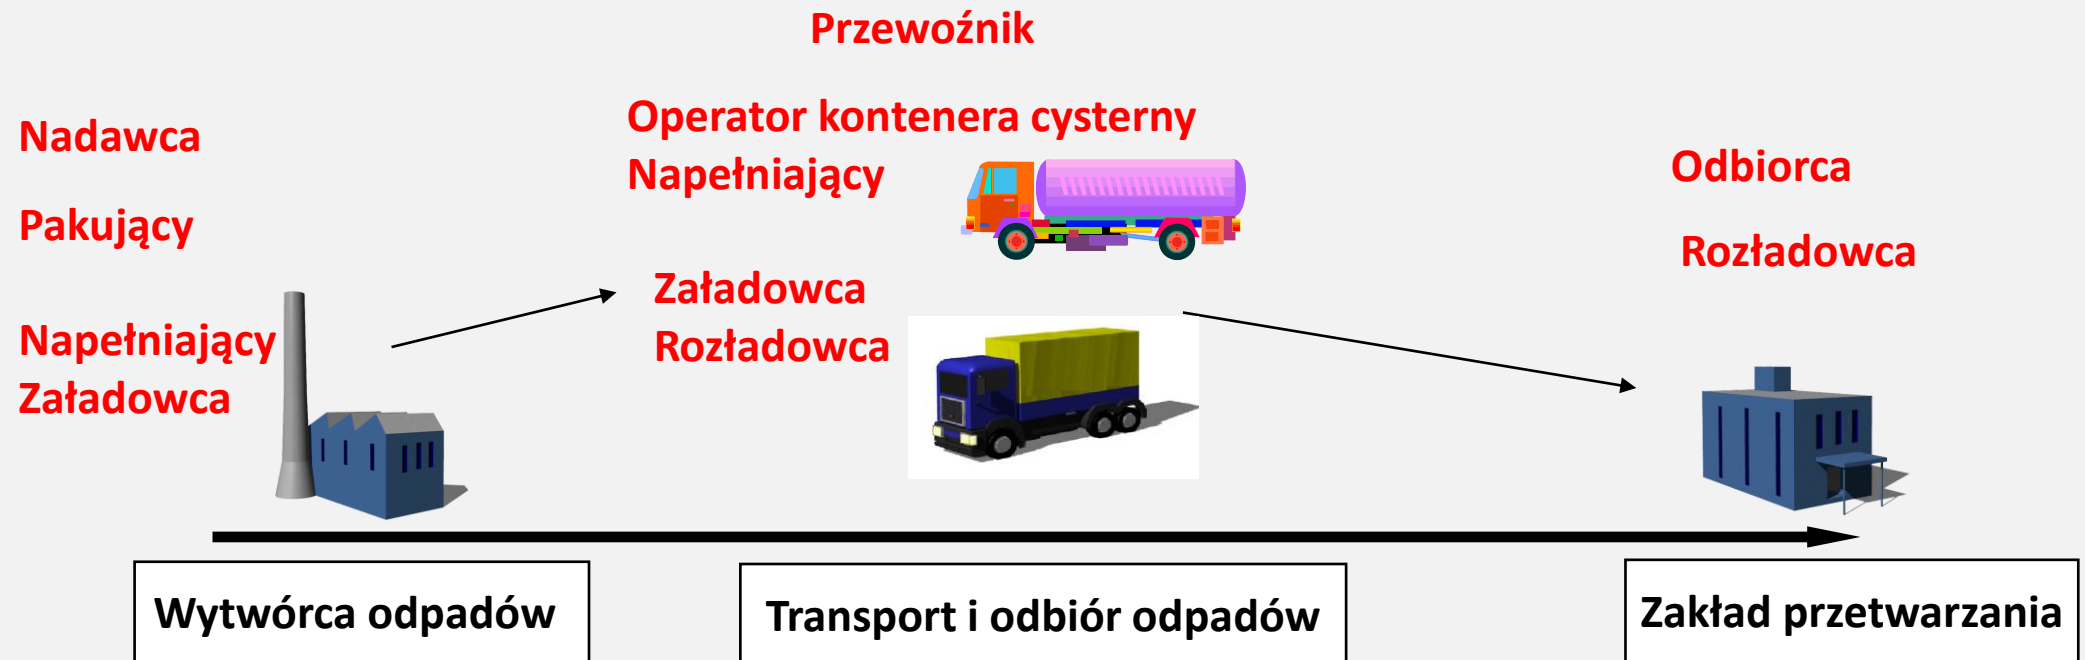 Przewoźnik
Nadawca
Pakujący
Napełniający
Załadowca
Operator kontenera cysterny
Napełniający
Załadowca
Rozładowca
Odbiorca
Rozładowca
Wytwórca odpadów
Transport i odbiór odpadów
Zakład przetwarzania